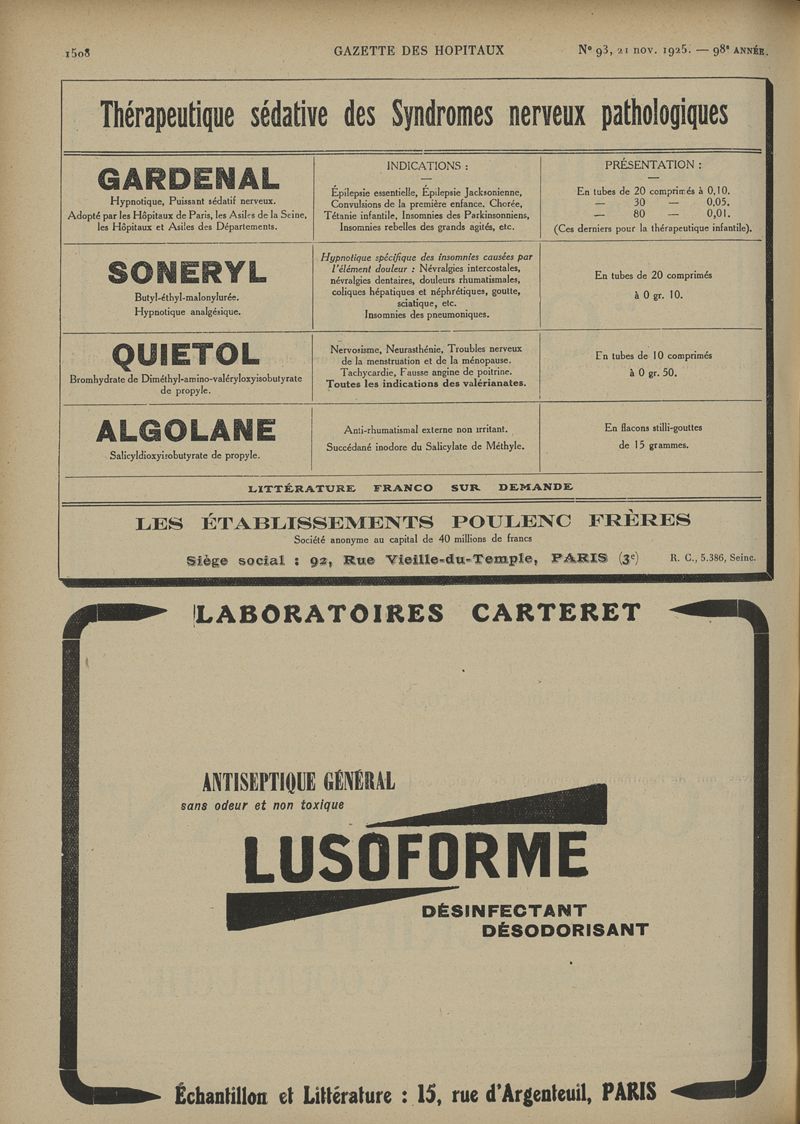 1508
GAZETTE DES HOPITAUX
N° 93, 21 nov. 1925. — 98e ANNÉE.
Thérapeutique sédative des Syndromes nerveux pathologiques
GARDENAL
Hypnotique, Puissant sédatif nerveux.
Adopté par les Hôpitaux de Paris, les Asiles de la Seine,
les Hôpitaux et Asiles des Départements.
INDICATIONS :
Épilepsie essentielle, Épilepsie Jacksonienne,
Convulsions de la première enfance. Chorée,
Tétanie infantile, Insomnies des Parkinsonniens,
Insomnies rebelles des grands agités, etc.
PRÉSENTATION :
En tubes de 20 comprimés à 0,10.
— 30 — 0,05.
— 80 — 0,01.
(Ces derniers pour la thérapeutique infantile).
SONERYL
Butyl-éthyl-malonylurée.
Hypnotique analgésique.
Hypnotique spécifique des insomnies causées par
l'élément douleur : Névralgies intercostales,
névralgies dentaires, douleurs rhumatismales,
coliques hépatiques et néphrétiques, goutte,
sciatique, etc.
Insomnies des pneumoniques.
En tubes de 20 comprimés
à 0 gr. 10.
QUIETOL
Bromhydrate de Diméthyl-amino-valéryloxyisobutyrate
de propyle.
Nervosisme, Neurasthénie, Troubles nerveux
de la menstruation et de la ménopause.
Tachycardie, Fausse angine de poitrine.
Toutes les indications des valérianates.
En tubes de 10 comprimés
à 0 gr. 50.
ALGOLANE
Salicyldioxyisobutyrate de propyle.
Anti-rhumatismal externe non irritant.
Succédané inodore du Salicylate de Méthyle.
En flacons stilli-gouttes
de 15 grammes.
LITTÉRATURE FRANCO SUR DEMANDE
LES ÉTABLISSEMENTS POULENC FRÈRES
Société anonyme au capital de 40 millions de francs
Siège social : 92, Rue Vieille-du-Temple, PARIS (3e)
R. C., 5.386, Seine.
LABORATOIRES CARTERET
ANTISEPTIQUE GÉNÉRAL
sans odeur et non toxique
LUSOFORME
DÉSINFECTANT
DÉSODORISANT
Échantillon et Littérature : 15, rue d'Argenteuil, PARIS